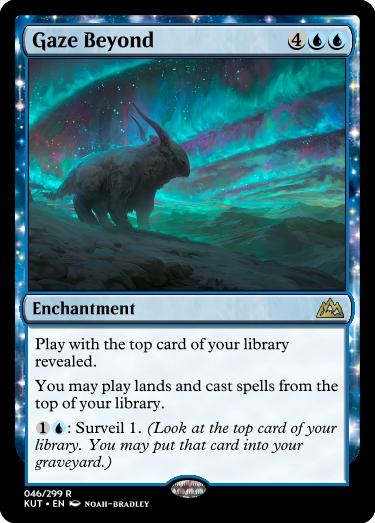 Gaze Beyond 4
Enchantment
Play with the top card of your library
revealed.
You may play lands and cast spells from the
top of your library.
1 : Surveil 1. (Look at the top card of your
library. You may put that card into your
graveyard.)
046/299 R
KUT • EN NOAH-BRADLEY